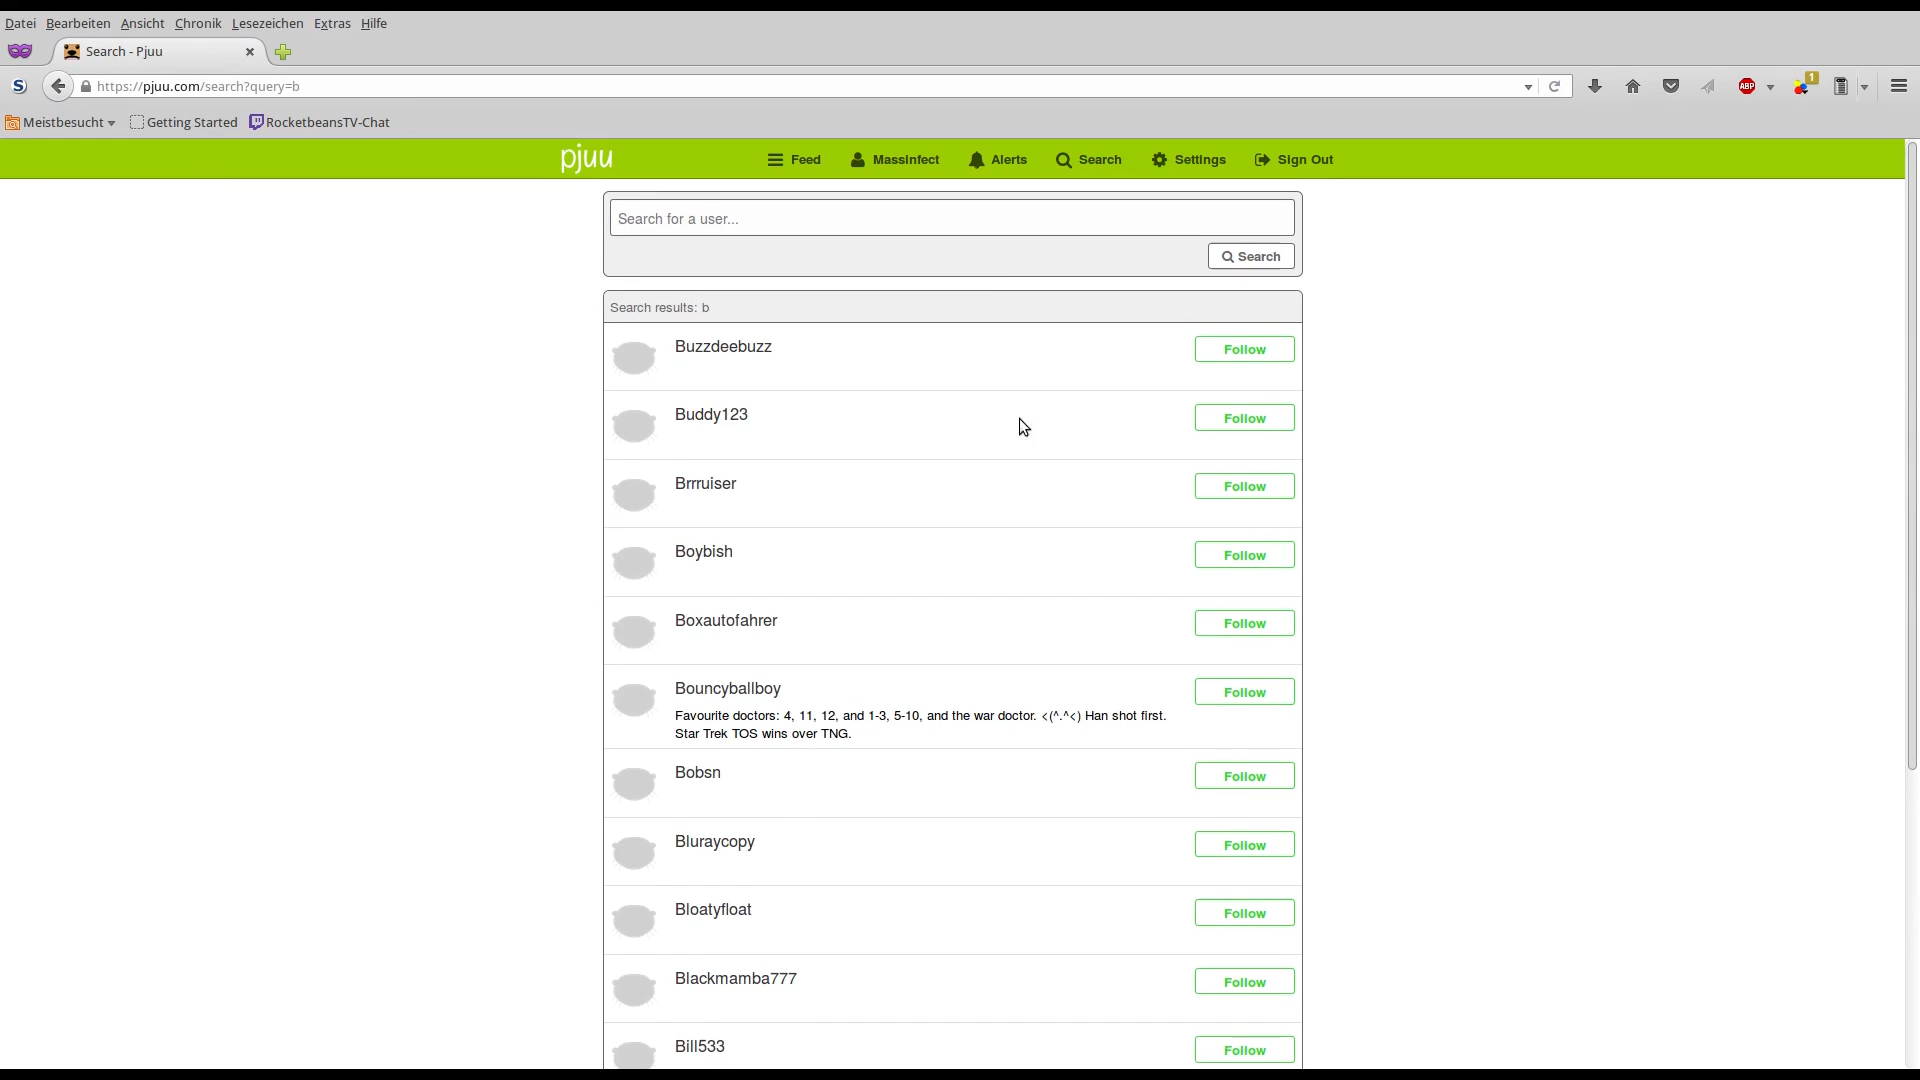 Datei Bearbeiten Ansicht Chronik Lesezeichen Extras Hilfe
Search - Pjuu
https://pjuu.com/search?query=b
ABP
1
Meistbesucht Getting Started RocketbeansTV-Chat
pjuu Feed Massinfect Alerts Search Settings Sign Out
Search for a user...
Search
Search results: b
Buzzdeebuzz Follow
Buddy123 Follow
Brrruiser Follow
Boybish Follow
Boxautofahrer Follow
Bouncyballboy Follow
Favourite doctors: 4, 11, 12, and 1-3, 5-10, and the war doctor. <(^.^<) Han shot first.
Star Trek TOS wins over TNG.
Bobsn Follow
Bluraycopy Follow
Bloatyfloat Follow
Blackmamba777 Follow
Bill533 Follow